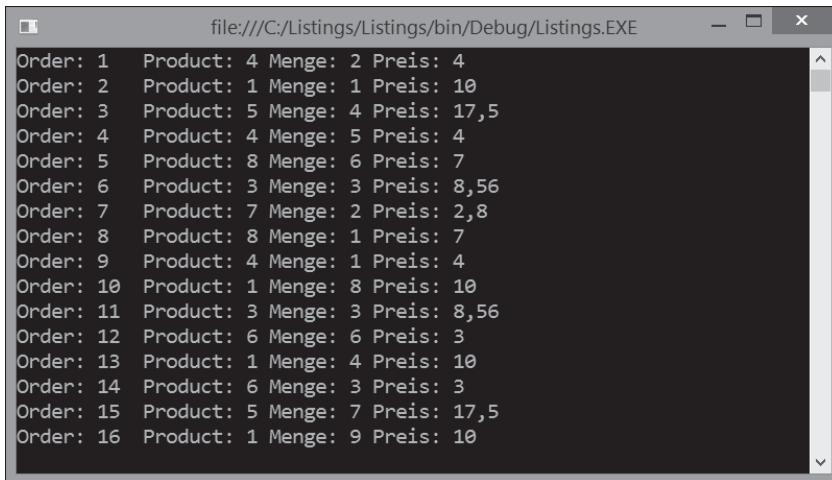 file:///C:/Listings/Listings/bin/Debug/Listings.EXE
Order: 1 Product: 4 Menge: 2 Preis: 4
Order: 2 Product: 1 Menge: 1 Preis: 10
Order: 3 Product: 5 Menge: 4 Preis: 17,5
Order: 4 Product: 4 Menge: 5 Preis: 4
Order: 5 Product: 8 Menge: 6 Preis: 7
Order: 6 Product: 3 Menge: 3 Preis: 8,56
Order: 7 Product: 7 Menge: 2 Preis: 2,8
Order: 8 Product: 8 Menge: 1 Preis: 7
Order: 9 Product: 4 Menge: 1 Preis: 4
Order: 10 Product: 1 Menge: 8 Preis: 10
Order: 11 Product: 3 Menge: 3 Preis: 8,56
Order: 12 Product: 6 Menge: 6 Preis: 3
Order: 13 Product: 1 Menge: 4 Preis: 10
Order: 14 Product: 6 Menge: 3 Preis: 3
Order: 15 Product: 5 Menge: 7 Preis: 17,5
Order: 16 Product: 1 Menge: 9 Preis: 10